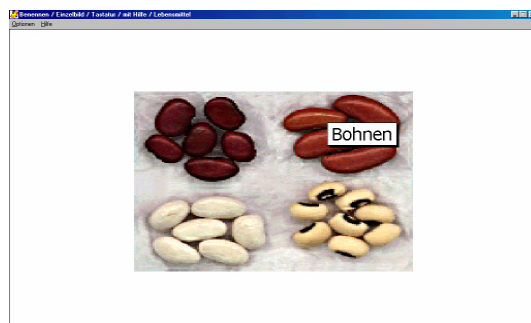 Benennen / Einzelbild / Tastatur / mit Hilfe / Lebensmittel
Optionen Hilfe
Bohnen